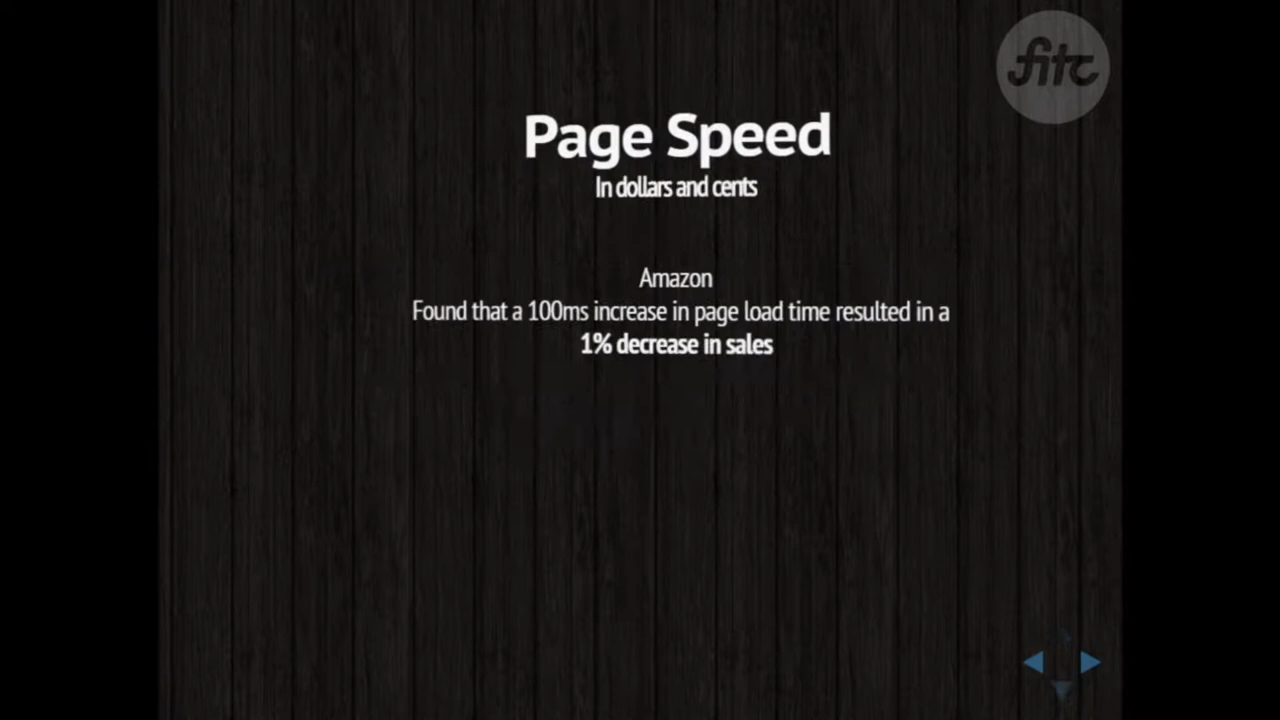 fitc
Page Speed
In dollars and cents
Amazon
Found that a 100ms increase in page load time resulted in a
1% decrease in sales